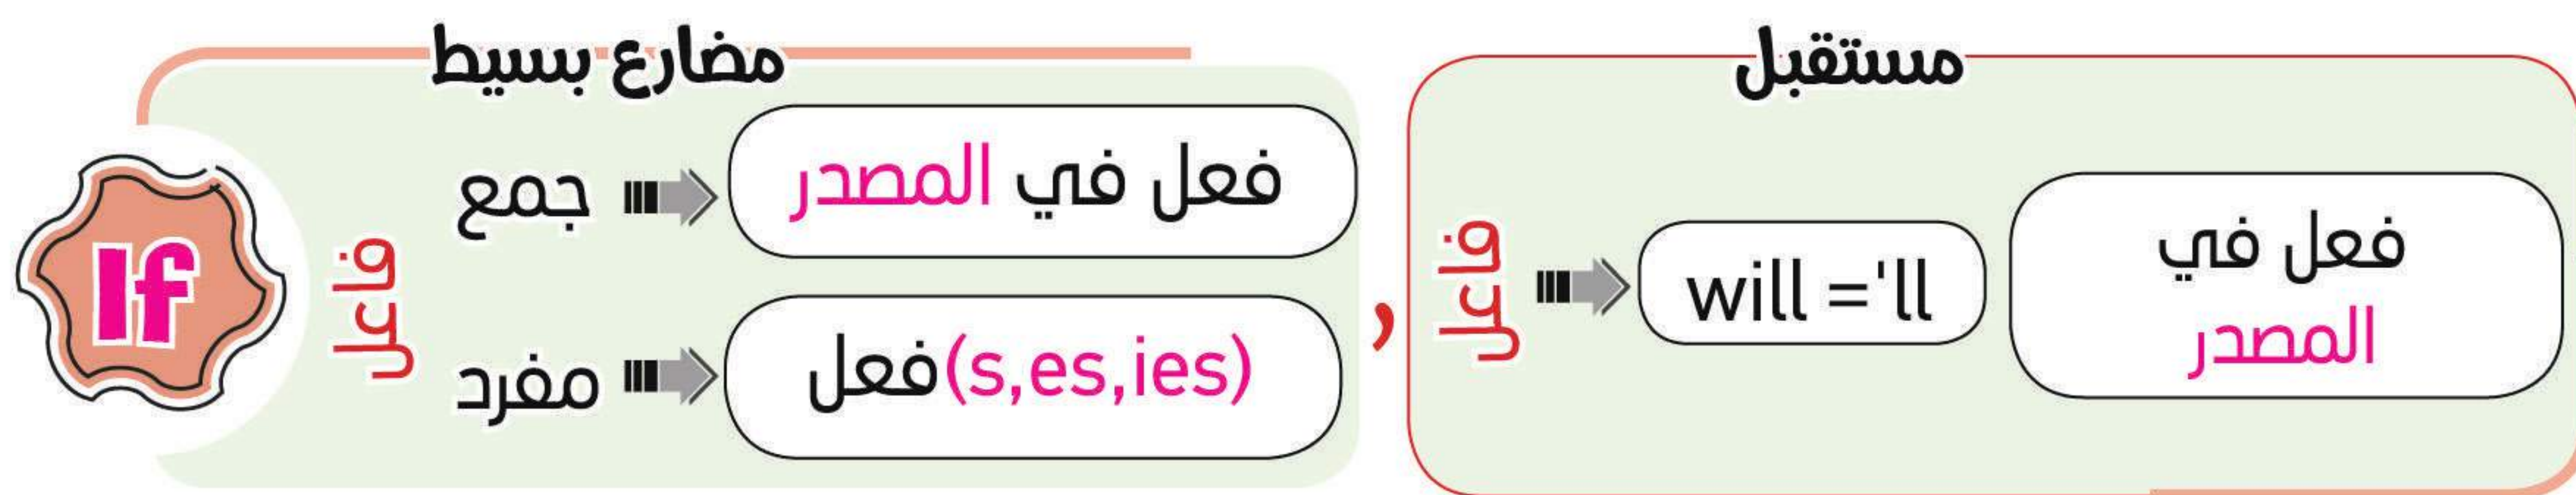 مضارع بسيط
مستقبل
If
فاعل
جمع
فعل في المصدر
مفرد
فعل(s,es,ies)
,
فاعل
will ='ll
فعل في
المصدر